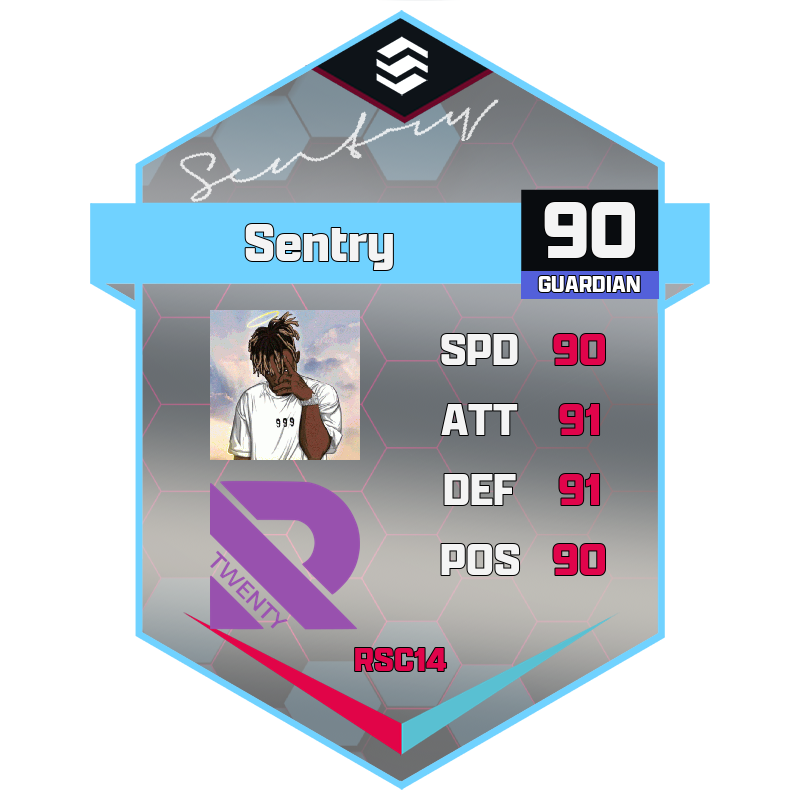 Sentry
Sentry
90
GUARDIAN
999
SPD 90
ATT 91
DEF 91
POS 90
TWENTY
RSC14